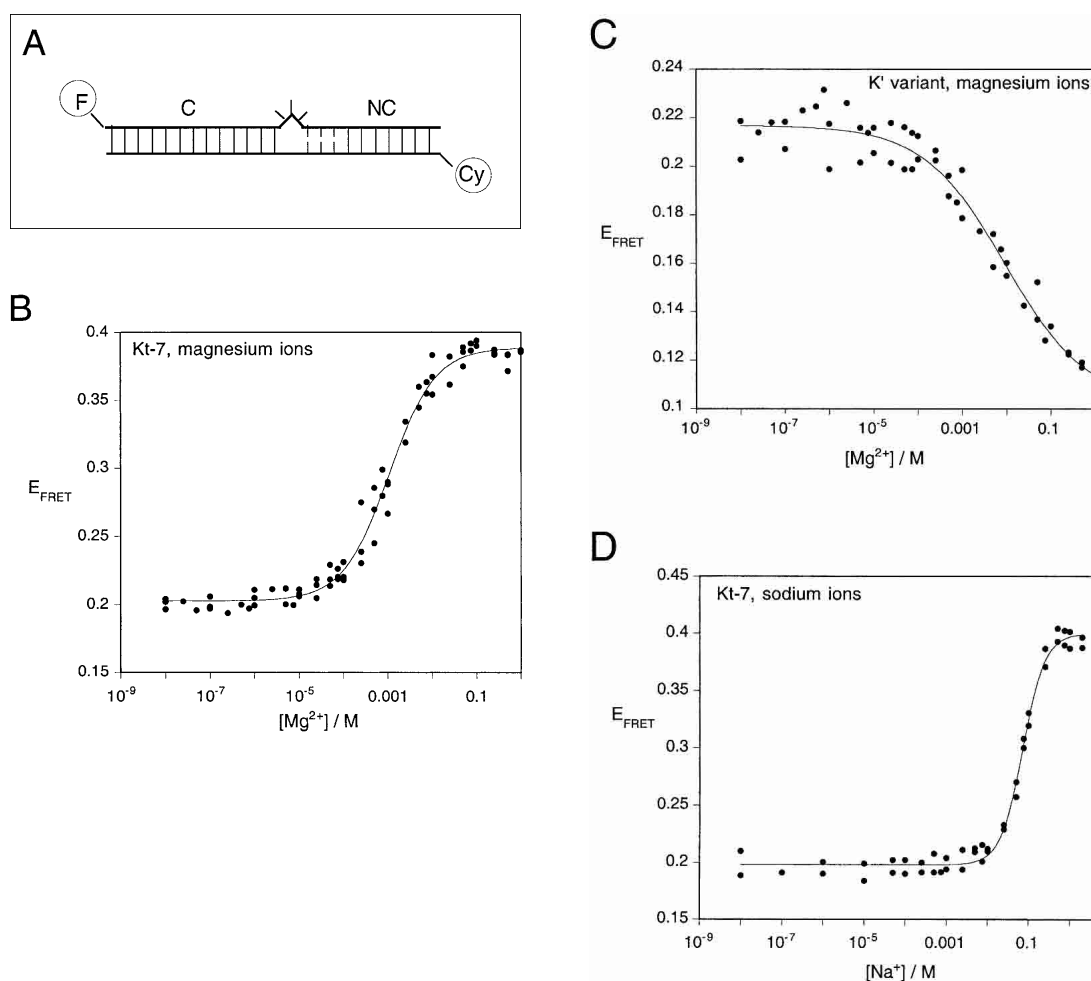 A
F
C
NC
Cy
B
0.4
Kt-7, magnesium ions
0.35
0.3
E_FRET
0.25
0.2
0.15
10⁻⁹
10⁻⁷
10⁻⁵
0.001
0.1
[Mg²⁺] / M
C
0.24
K' variant, magnesium ions
0.22
0.2
0.18
E_FRET
0.16
0.14
0.12
0.1
10⁻⁹
10⁻⁷
10⁻⁵
0.001
0.1
[Mg²⁺] / M
D
0.45
Kt-7, sodium ions
0.4
0.35
E_FRET
0.3
0.25
0.2
0.15
10⁻⁹
10⁻⁷
10⁻⁵
0.001
0.1
[Na⁺] / M